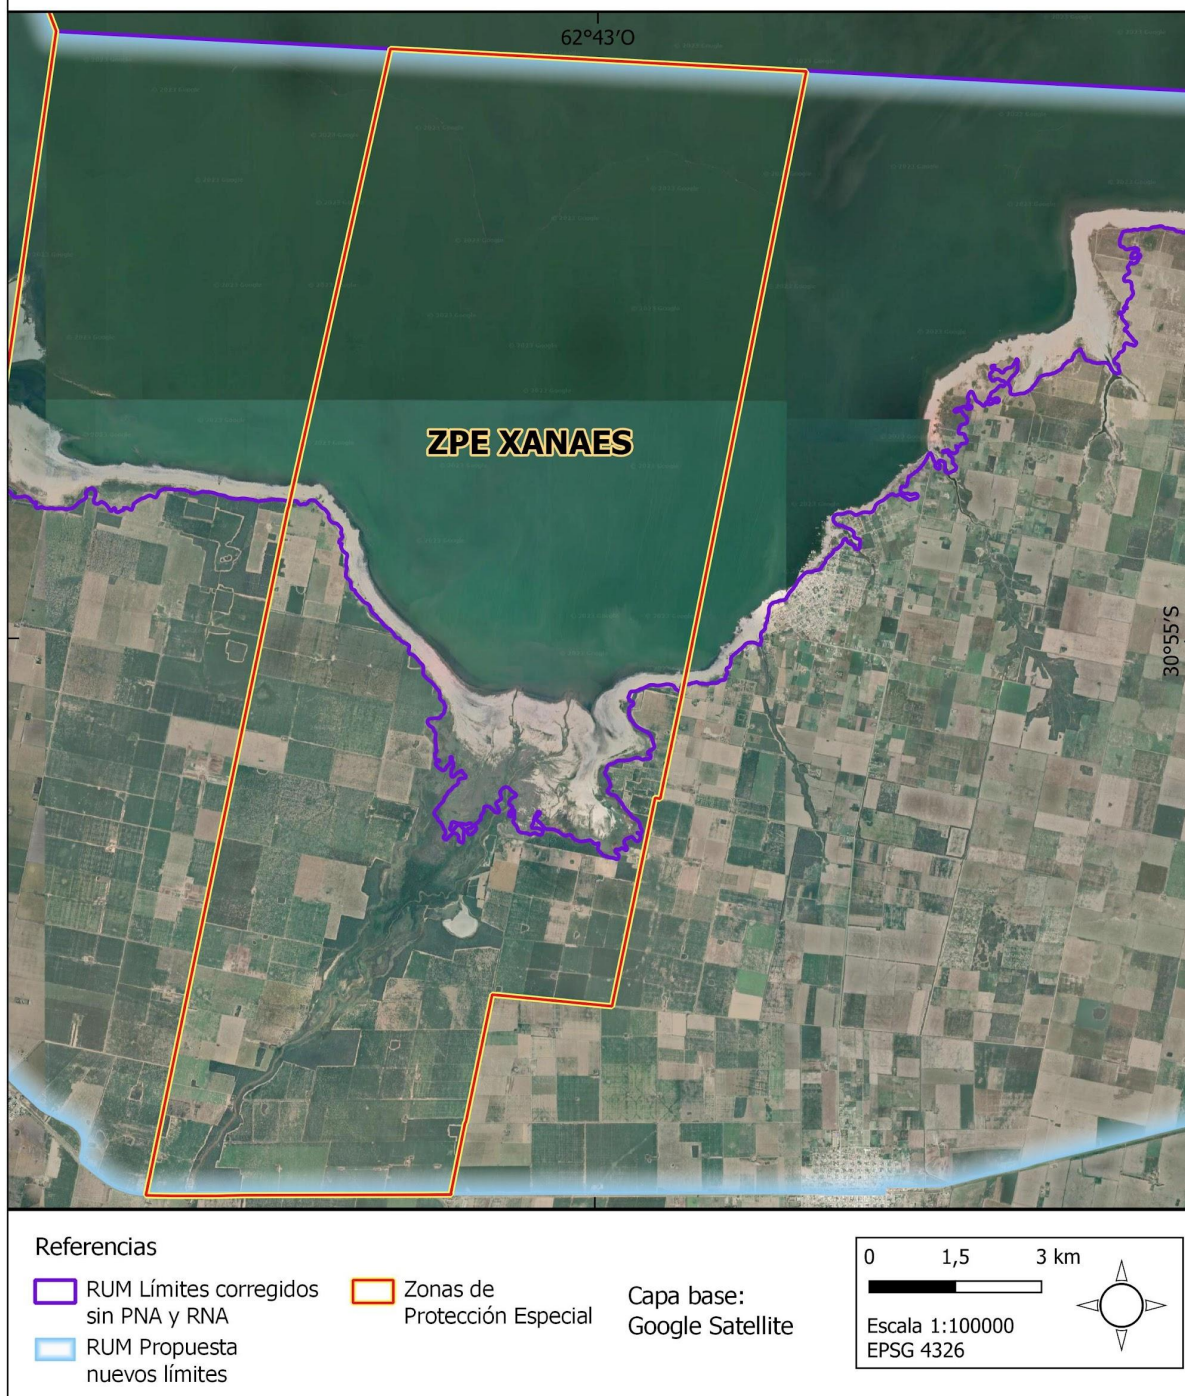 62°43'O
ZPE XANAES
30°55'S
Referencias
RUM Límites corregidos
sin PNA y RNA
RUM Propuesta
nuevos límites
Zonas de
Protección Especial
Capa base:
Google Satellite
0 1,5 3 km
Escala 1:100000
EPSG 4326